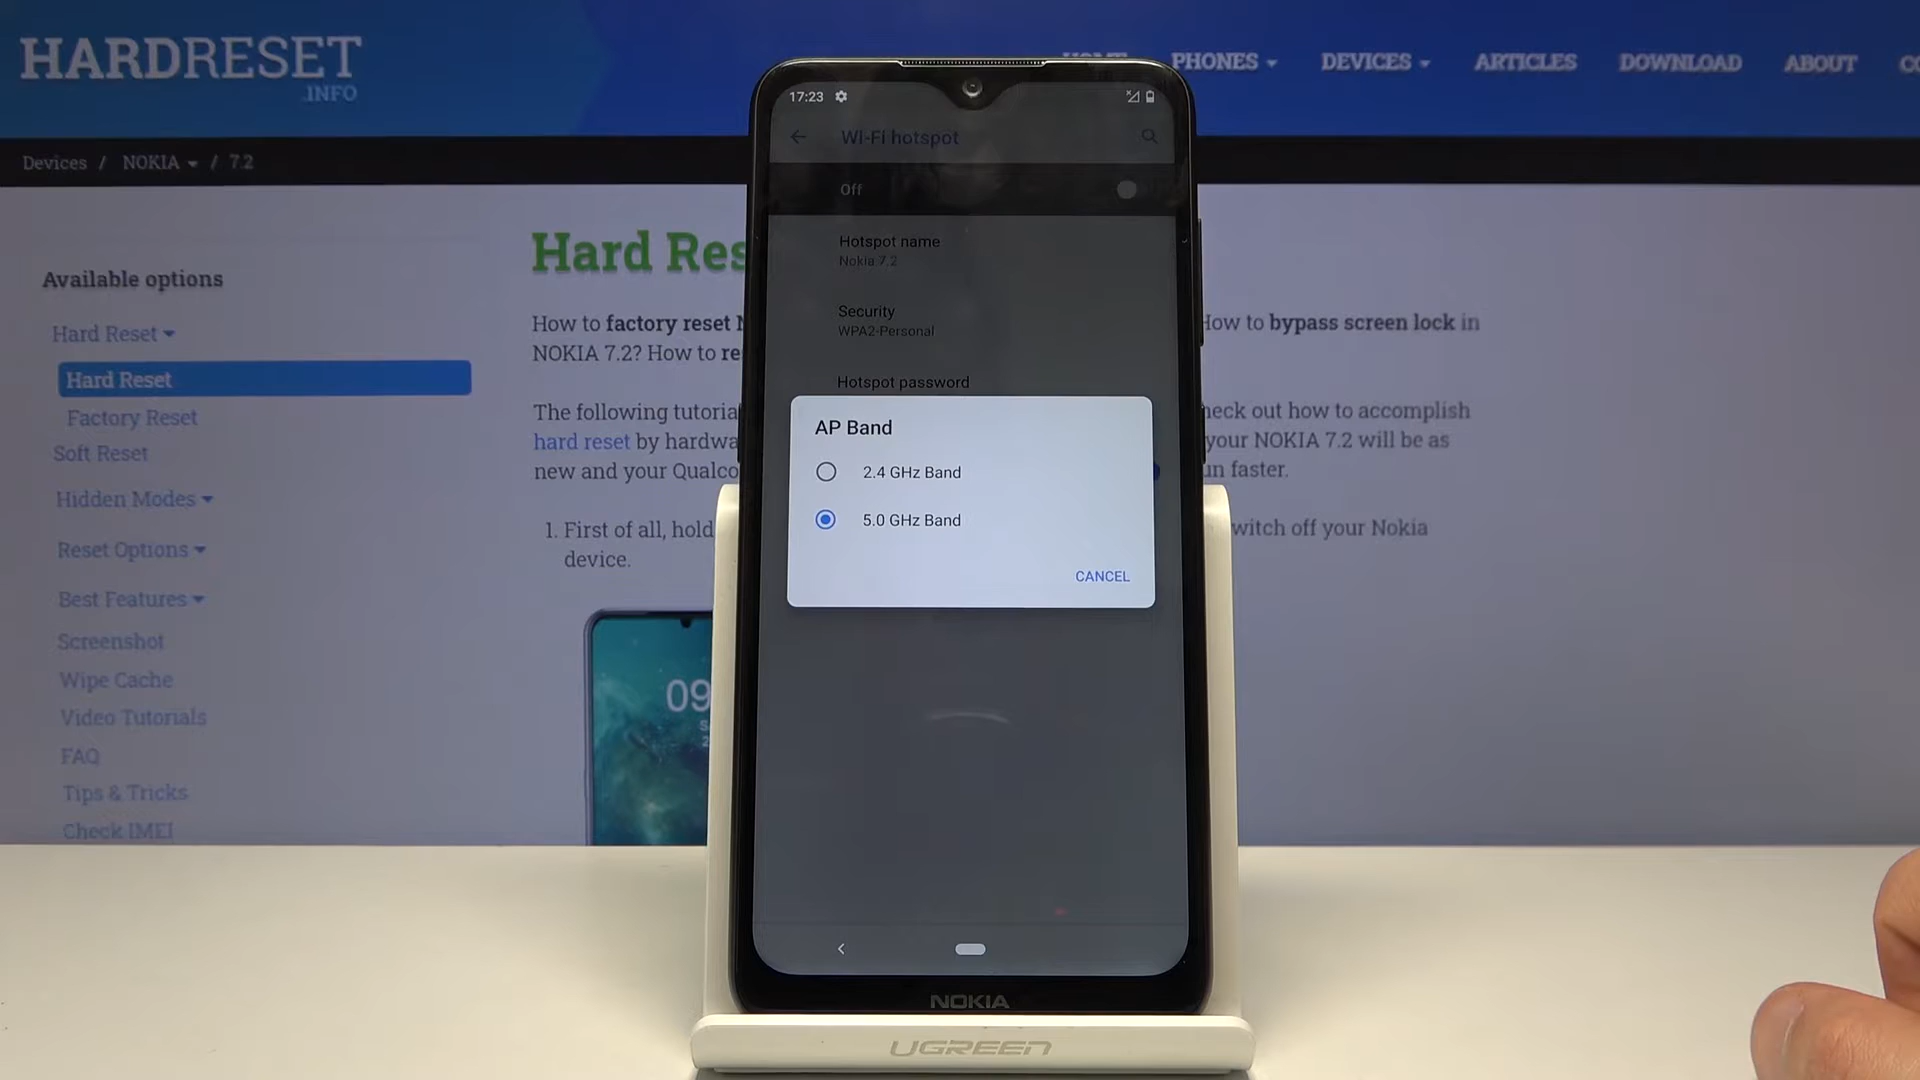 HARDRESET
.INFO
PHONES
DEVICES
ARTICLES
DOWNLOAD
ABOUT
Devices / NOKIA / 7.2
Available options
Hard Reset
Hard Reset
Factory Reset
Soft Reset
Hidden Modes
Reset Options
Best Features
Screenshot
Wipe Cache
Video Tutorials
FAQ
Tips & Tricks
Check IMEI
Hard Res
How to factory reset
NOKIA 7.2? How to re
The following tutoria
hard reset by hardwa
new and your Qualco
1. First of all, hold
device.
How to bypass screen lock in
heck out how to accomplish
your NOKIA 7.2 will be as
un faster.
witch off your Nokia
09
17:23
Wi-Fi hotspot
Off
Hotspot name
Nokia 7.2
Security
WPA2-Personal
Hotspot password
AP Band
2.4 GHz Band
5.0 GHz Band
CANCEL
NOKIA
UGREEN